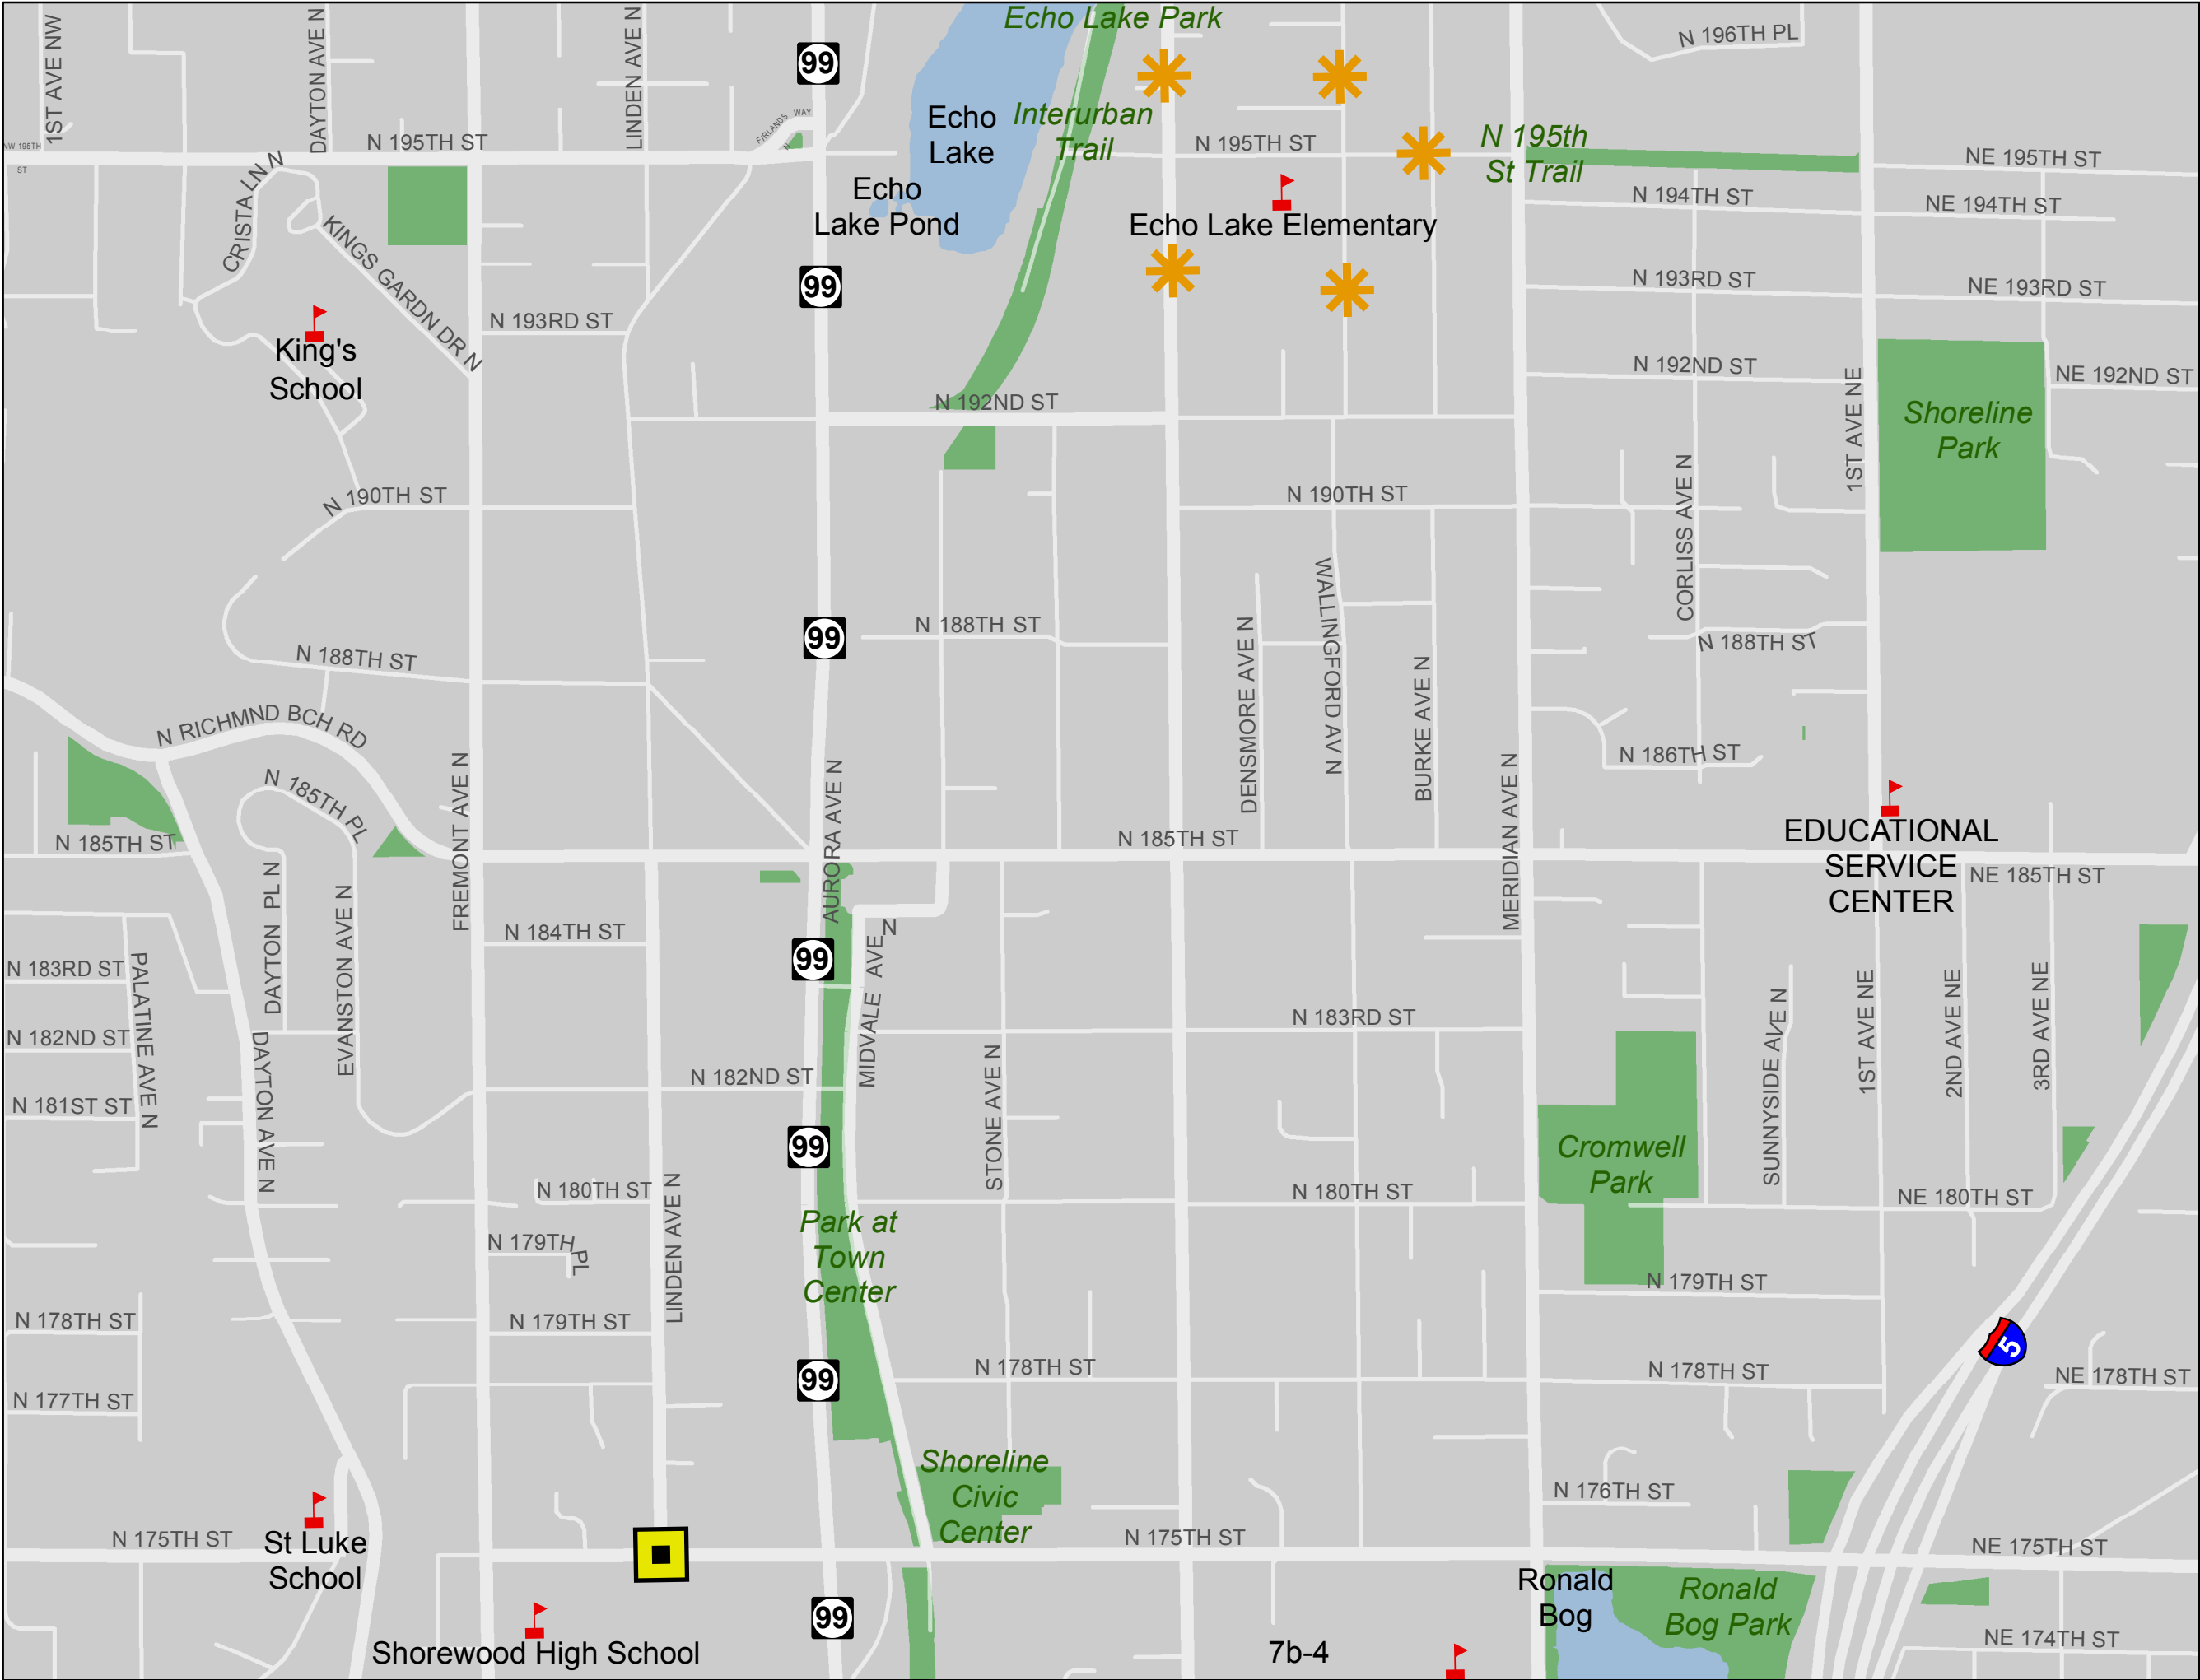 Echo Lake Park
N 196TH PL
1ST AVE NW
DAYTON AVE N
LINDEN AVE N
99
FIRLANDS WAY
N
Echo
Lake
Interurban
Trail
N 195th
St Trail
NW 195TH
ST
N 195TH ST
N 195TH ST
NE 195TH ST
CRISTA LN N
Echo
Lake Pond
Echo Lake Elementary
N 194TH ST
NE 194TH ST
KINGS GARDN DR N
99
N 193RD ST
NE 193RD ST
N 193RD ST
King's
School
N 192ND ST
NE 192ND ST
1ST AVE NE
N 192ND ST
Shoreline
Park
N 190TH ST
N 190TH ST
CORLISS AVE N
99
N 188TH ST
N 188TH ST
N 188TH ST
DENSMORE AVE N
WALLINGFORD AV N
BURKE AVE N
N RICHMND BCH RD
N 186TH ST
N 185TH PL
FREMONT AVE N
AURORA AVE N
MERIDIAN AVE N
N 185TH ST
N 185TH ST
EDUCATIONAL
SERVICE
CENTER
NE 185TH ST
DAYTON PL N
EVANSTON AVE N
N 184TH ST
MIDVALE AVE N
99
N 183RD ST
PALATINE AVE N
N 183RD ST
1ST AVE NE
2ND AVE NE
3RD AVE NE
SUNNYSIDE AVE N
N 182ND ST
DAYTON AVE N
STONE AVE N
N 182ND ST
N 181ST ST
99
Cromwell
Park
N 180TH ST
N 180TH ST
NE 180TH ST
LINDEN AVE N
Park at
Town
Center
N 179TH PL
N 179TH ST
N 178TH ST
N 179TH ST
5
99
N 178TH ST
N 178TH ST
NE 178TH ST
N 177TH ST
Shoreline
Civic
Center
N 176TH ST
N 175TH ST
St Luke
School
N 175TH ST
NE 175TH ST
Ronald
Bog
Ronald
Bog Park
99
Shorewood High School
7b-4
NE 174TH ST